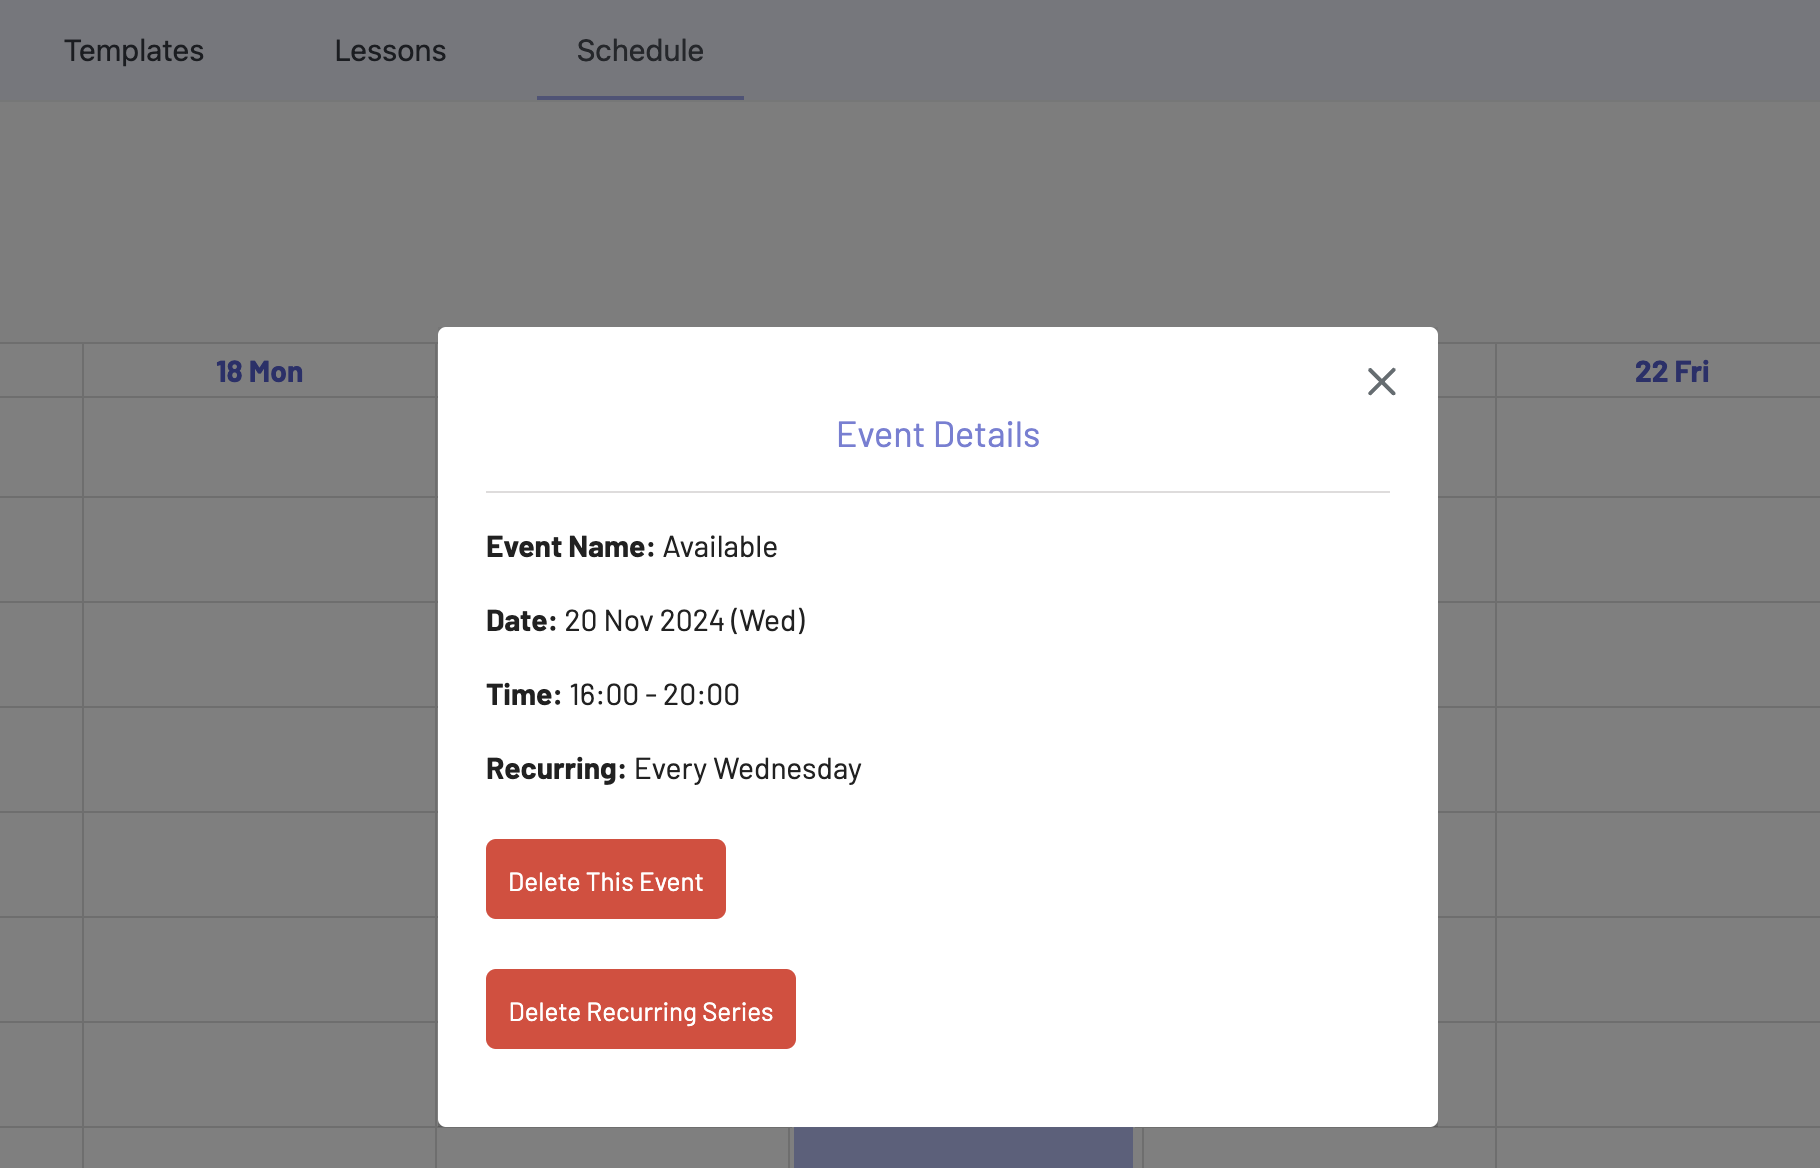 Templates Lessons Schedule
18 Mon 22 Fri
Event Details
Event Name: Available
Date: 20 Nov 2024 (Wed)
Time: 16:00 - 20:00
Recurring: Every Wednesday
Delete This Event
Delete Recurring Series